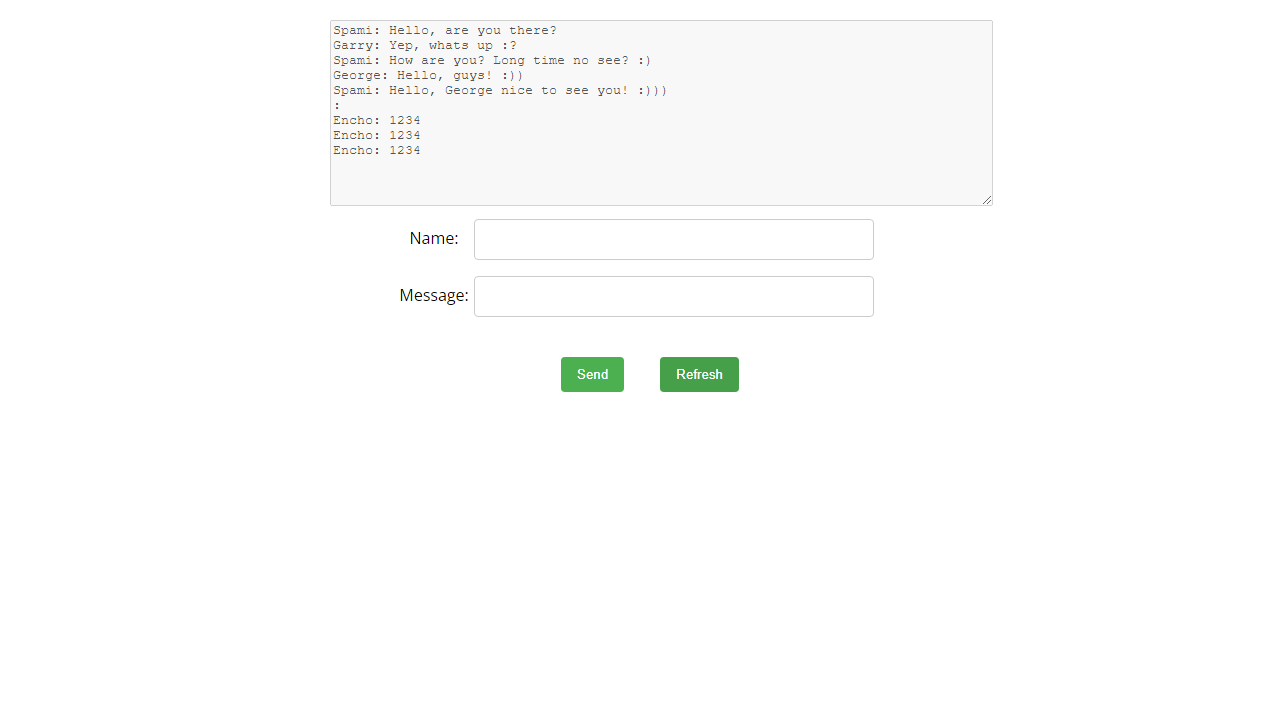 Spami: Hello, are you there?
Garry: Yep, whats up :?
Spami: How are you? Long time no see? :)
George: Hello, guys! :))
Spami: Hello, George nice to see you! :)))
:
Encho: 1234
Encho: 1234
Encho: 1234
Name:
Message:
Send Refresh